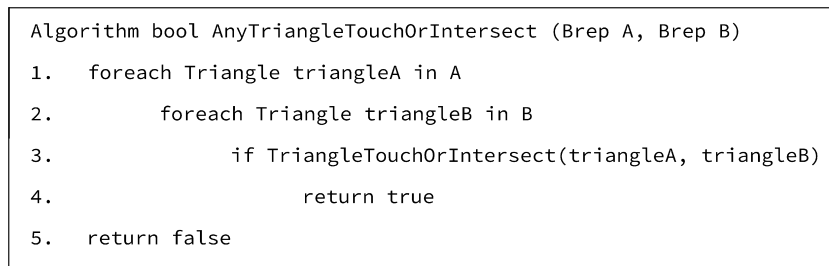 Algorithm bool AnyTriangleTouchOrIntersect (Brep A, Brep B)
1. foreach Triangle triangleA in A
2. foreach Triangle triangleB in B
3. if TriangleTouchOrIntersect(triangleA, triangleB)
4. return true
5. return false